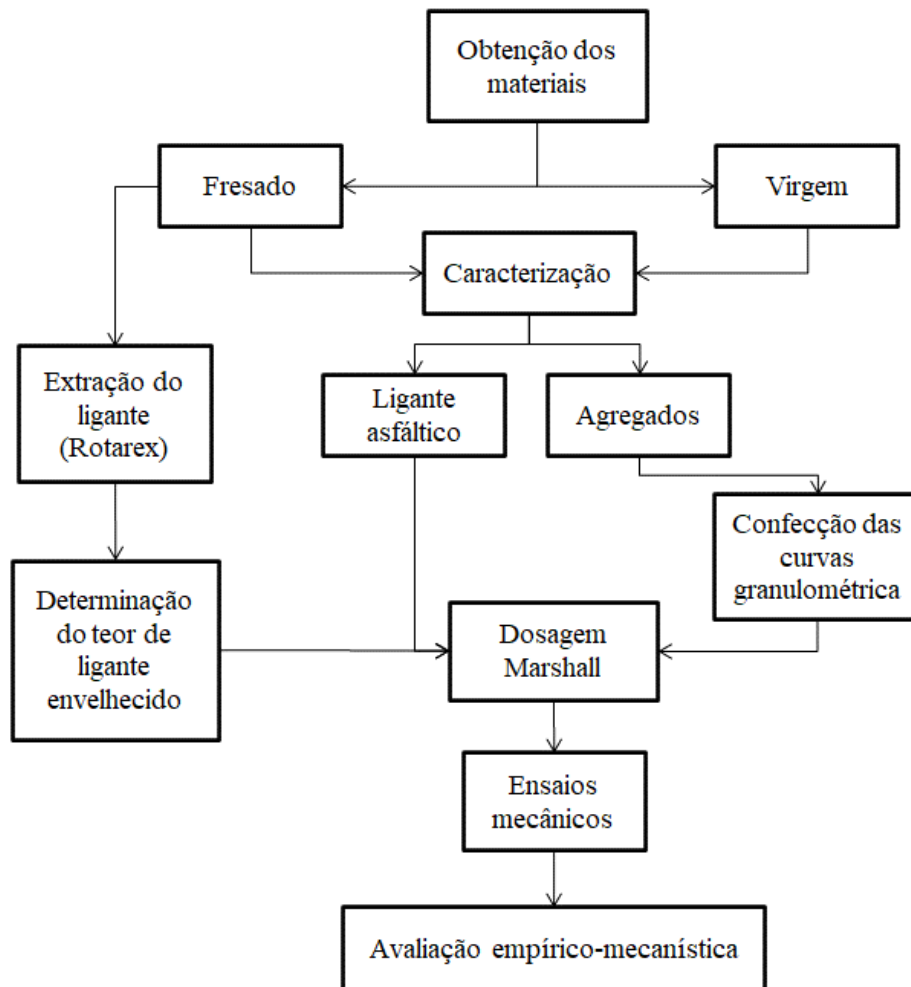 Obtenção dos
materiais
Fresado
Virgem
Caracterização
Extração do
ligante
(Rotarex)
Ligante
asfáltico
Agregados
Confecção das
curvas
granulométrica
Determinação
do teor de
ligante
envelhecido
Dosagem
Marshall
Ensaios
mecânicos
Avaliação empírico-mecanística